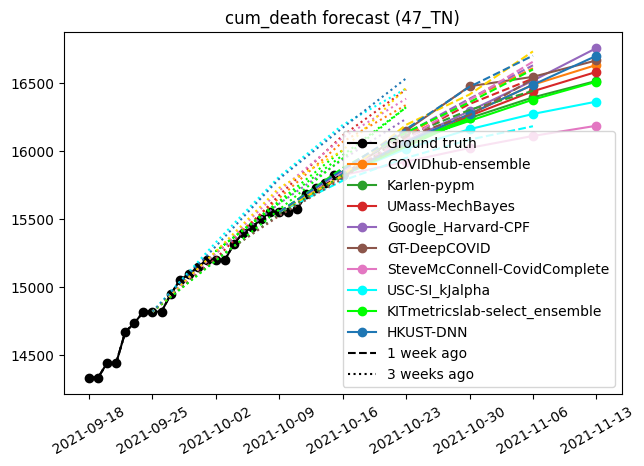 cum_death forecast (47_TN)
16500
16000
15500
15000
14500
Ground truth
COVIDhub-ensemble
Karlen-pypm
UMass-MechBayes
Google_Harvard-CPF
GT-DeepCOVID
SteveMcConnell-CovidComplete
USC-SI_kJalpha
KITmetricslab-select_ensemble
HKUST-DNN
1 week ago
3 weeks ago
2021-09-18
2021-09-25
2021-10-02
2021-10-09
2021-10-16
2021-10-23
2021-10-30
2021-11-06
2021-11-13